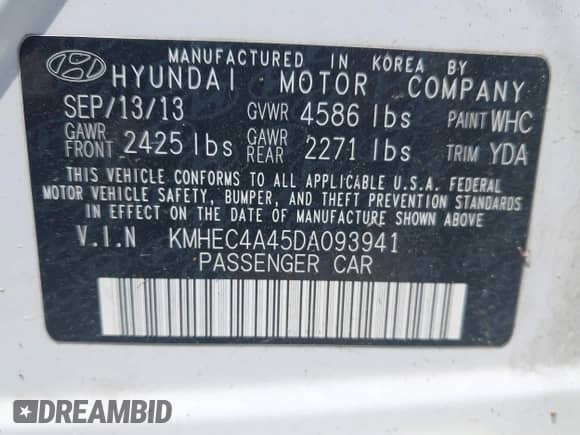 MANUFACTURED IN KOREA BY
HYUNDAI MOTOR COMPANY
SEP/13/13 GVWR 4586 lbs PAINT WHC
GAWR FRONT 2425 lbs GAWR REAR 2271 lbs TRIM YDA
THIS VEHICLE CONFORMS TO ALL APPLICABLE U.S.A. FEDERAL
MOTOR VEHICLE SAFETY, BUMPER, AND THEFT PREVENTION STANDARDS
IN EFFECT ON THE DATE OF MANUFACTURE SHOWN ABOVE
V.I.N KMHEC4A45DA093941
PASSENGER CAR
DREAMBID